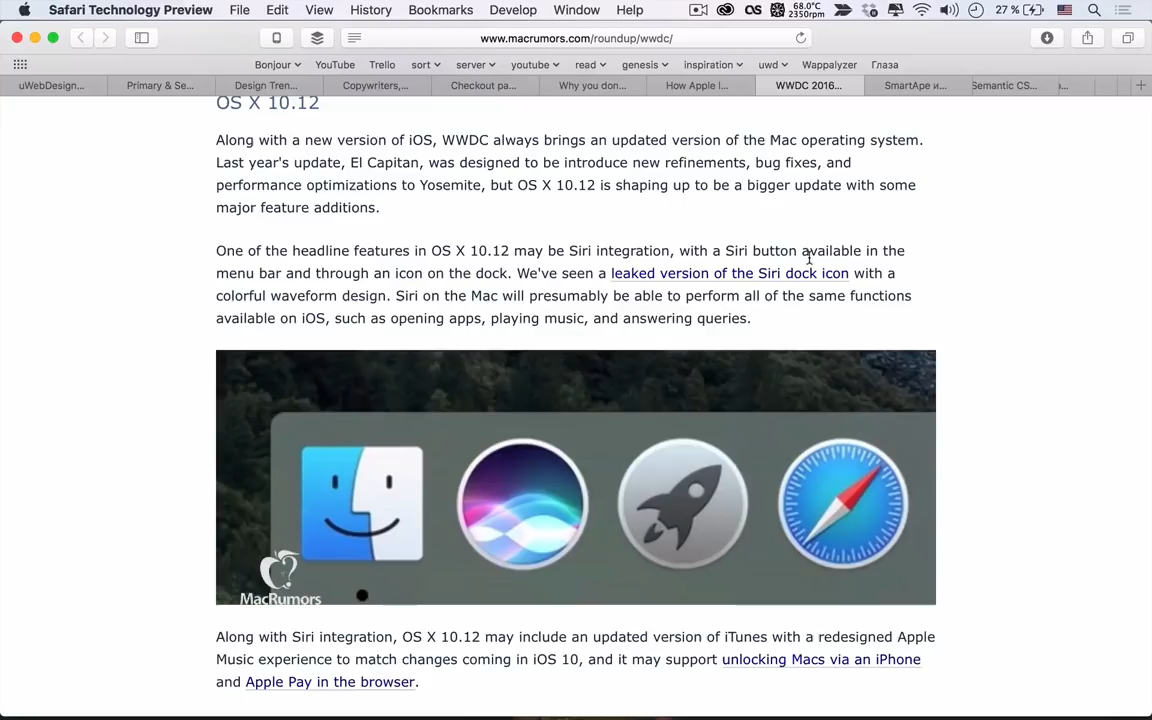 Safari Technology Preview File Edit View History Bookmarks Develop Window Help 68.0°C 2350rpm 27 %
www.macrumors.com/roundup/wwdc/
Bonjour YouTube Trello sort server youtube read genesis inspiration uwd Wappalyzer Глаза
uWebDesign... Primary & Se... Design Tren... Copywriters,... Checkout pa... Why you don... How Apple I... WWDC 2016... SmartApe и... Semantic CS...
OS X 10.12
Along with a new version of iOS, WWDC always brings an updated version of the Mac operating system.
Last year's update, El Capitan, was designed to be introduce new refinements, bug fixes, and
performance optimizations to Yosemite, but OS X 10.12 is shaping up to be a bigger update with some
major feature additions.
One of the headline features in OS X 10.12 may be Siri integration, with a Siri button available in the
menu bar and through an icon on the dock. We've seen a leaked version of the Siri dock icon with a
colorful waveform design. Siri on the Mac will presumably be able to perform all of the same functions
available on iOS, such as opening apps, playing music, and answering queries.
MacRumors
Along with Siri integration, OS X 10.12 may include an updated version of iTunes with a redesigned Apple
Music experience to match changes coming in iOS 10, and it may support unlocking Macs via an iPhone
and Apple Pay in the browser.